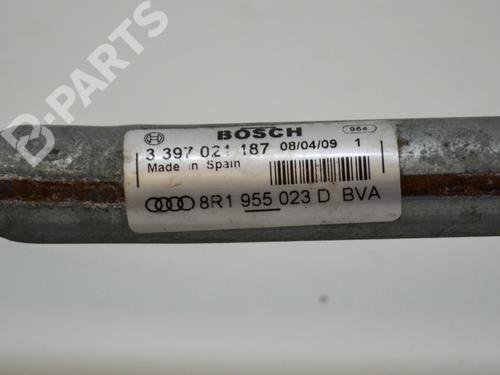 B-PARTS
BOSCH 964
3 397 021 187 08/04/09 1
Made in Spain
8R1 955 023 D BVA